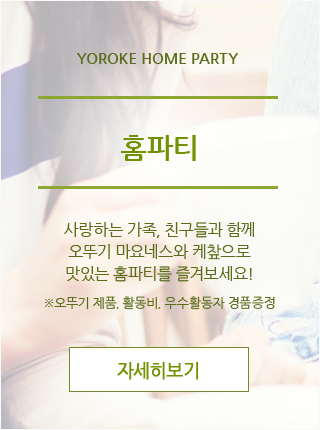 YOROKE HOME PARTY
홈파티
사랑하는 가족, 친구들과 함께
오뚜기 마요네스와 케찹으로
맛있는 홈파티를 즐겨보세요!
※오뚜기 제품, 활동비, 우수활동자 경품증정
자세히보기